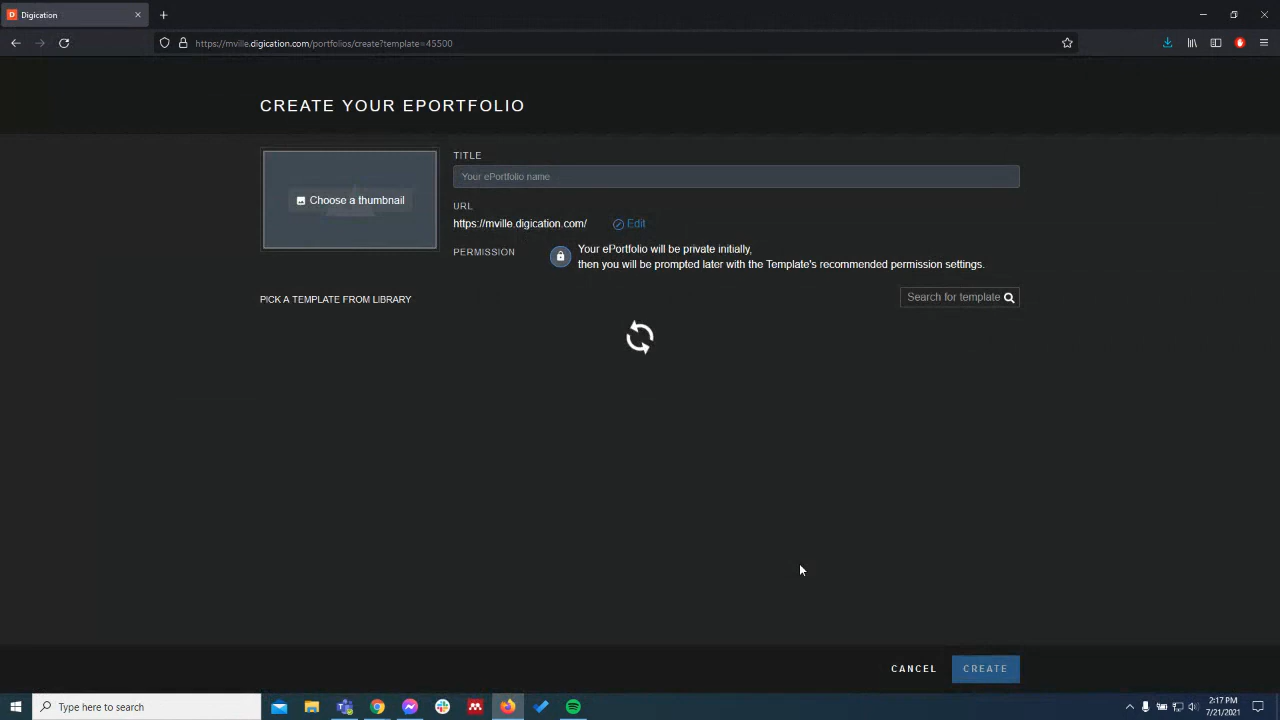 Digication
https://mville.digication.com/portfolios/create?template=45500
CREATE YOUR EPORTFOLIO
Choose a thumbnail
TITLE
Your ePortfolio name
URL
https://mville.digication.com/ Edit
PERMISSION
Your ePortfolio will be private initially,
then you will be prompted later with the Template's recommended permission settings.
PICK A TEMPLATE FROM LIBRARY
Search for template
CANCEL CREATE
Type here to search
2:17 PM
7/21/2021